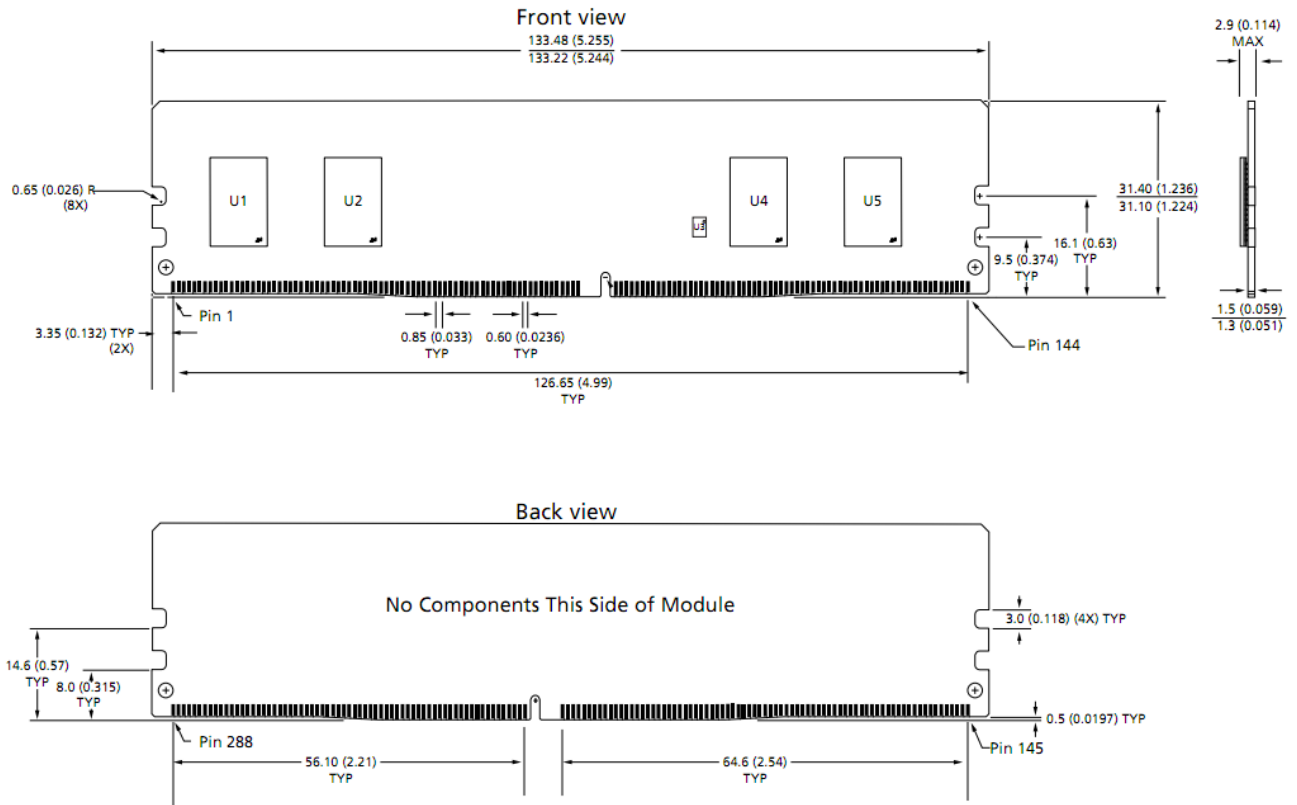 Front view
133.48 (5.255)
133.22 (5.244)
2.9 (0.114)
MAX
0.65 (0.026) R
(8X)
U1
U2
U3
U4
U5
31.40 (1.236)
31.10 (1.224)
16.1 (0.63)
TYP
9.5 (0.374)
TYP
Pin 1
3.35 (0.132) TYP
(2X)
0.85 (0.033)
TYP
0.60 (0.0236)
TYP
Pin 144
1.5 (0.059)
1.3 (0.051)
126.65 (4.99)
TYP
Back view
No Components This Side of Module
3.0 (0.118) (4X) TYP
14.6 (0.57)
TYP
8.0 (0.315)
TYP
0.5 (0.0197) TYP
Pin 288
Pin 145
56.10 (2.21)
TYP
64.6 (2.54)
TYP